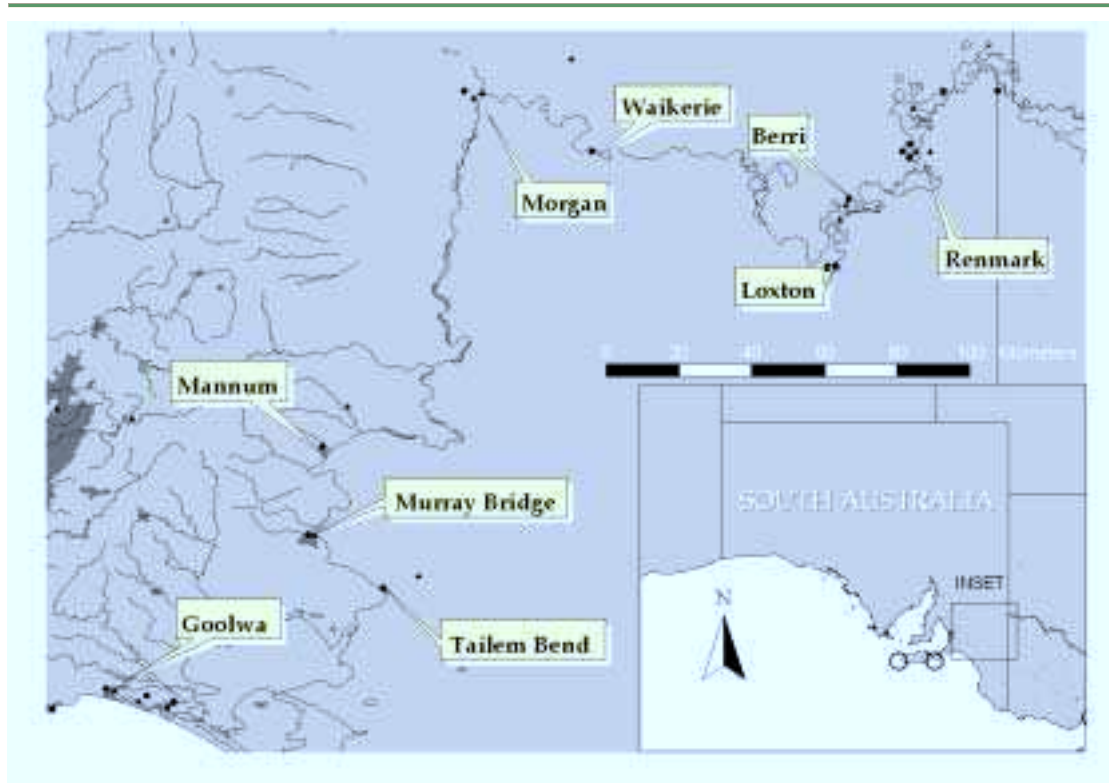 Waikerie
Berri
Morgan
Renmark
Loxton
0 20 40 60 80 100 Kilometres
Mannum
Murray Bridge
SOUTH AUSTRALIA
INSET
N
Goolwa
Tailem Bend